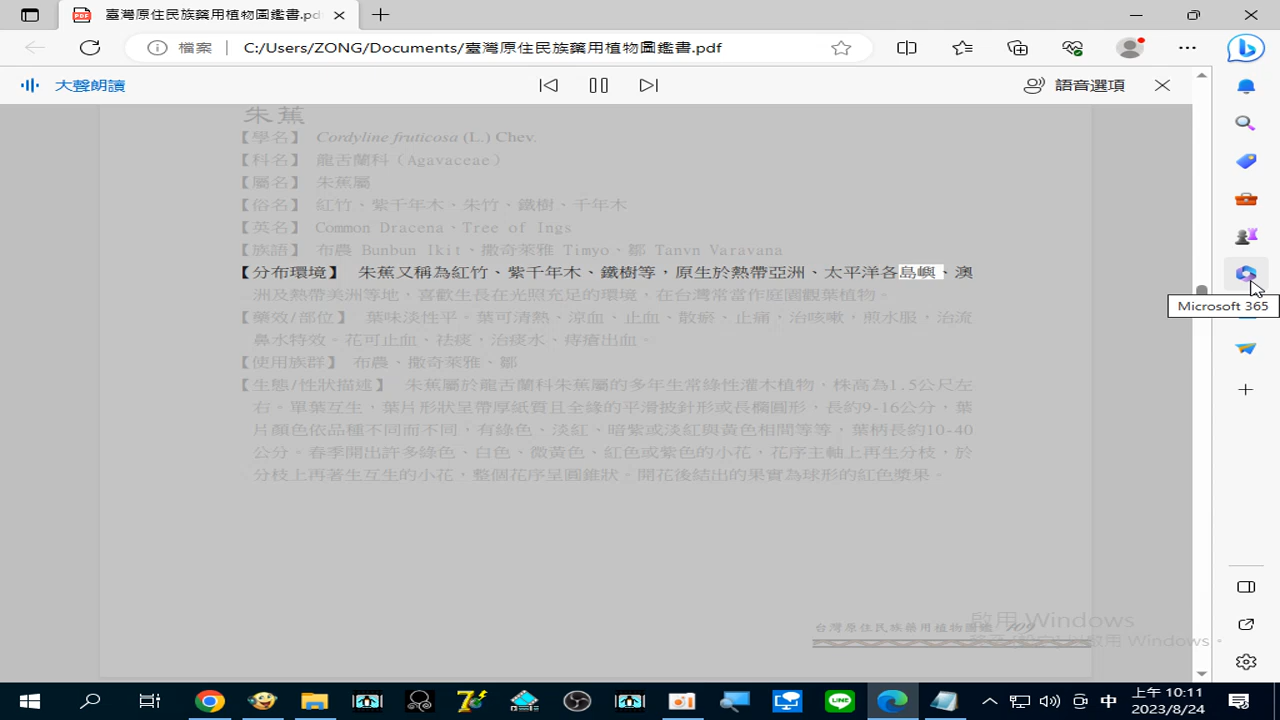 臺灣原住民族藥用植物圖鑑書.pdf
檔案 C:/Users/ZONG/Documents/臺灣原住民族藥用植物圖鑑書.pdf
大聲朗讀
語音選項
朱蕉
【學名】 Cordyline fruticosa (L.) Chev.
【科名】 龍舌蘭科（Agavaceae）
【屬名】 朱蕉屬
【俗名】 紅竹、紫千年木、朱竹、鐵樹、千年木
【英名】 Common Dracena、Tree of Ings
【族語】 布農 Bunbun Ikit、撒奇萊雅 Timyo、鄒 Tanvn Varavana
【分布環境】 朱蕉又稱為紅竹、紫千年木、鐵樹等，原生於熱帶亞洲、太平洋各島嶼、澳
洲及熱帶美洲等地，喜歡生長在光照充足的環境，在台灣常當作庭園觀葉植物。
【藥效/部位】 葉味淡性平。葉可清熱、涼血、止血、散瘀、止痛，治咳嗽，煎水服，治流
鼻水特效。花可止血、祛痰，治痰水、痔瘡出血。
【使用族群】 布農、撒奇萊雅、鄒
【生態/性狀描述】 朱蕉屬於龍舌蘭科朱蕉屬的多年生常綠性灌木植物，株高為1.5公尺左
右。單葉互生，葉片形狀呈帶厚紙質且全緣的平滑披針形或長橢圓形，長約9-16公分，葉
片顏色依品種不同而不同，有綠色、淡紅、暗紫或淡紅與黃色相間等等，葉柄長約10-40
公分。春季開出許多綠色、白色、微黃色、紅色或紫色的小花，花序主軸上再生分枝，於
分枝上再著生互生的小花，整個花序呈圓錐狀。開花後結出的果實為球形的紅色漿果。
Microsoft 365
啟用 Windows
台灣原住民族藥用植物圖鑑 109
啟用 Windows。
中
上午 10:11
2023/8/24